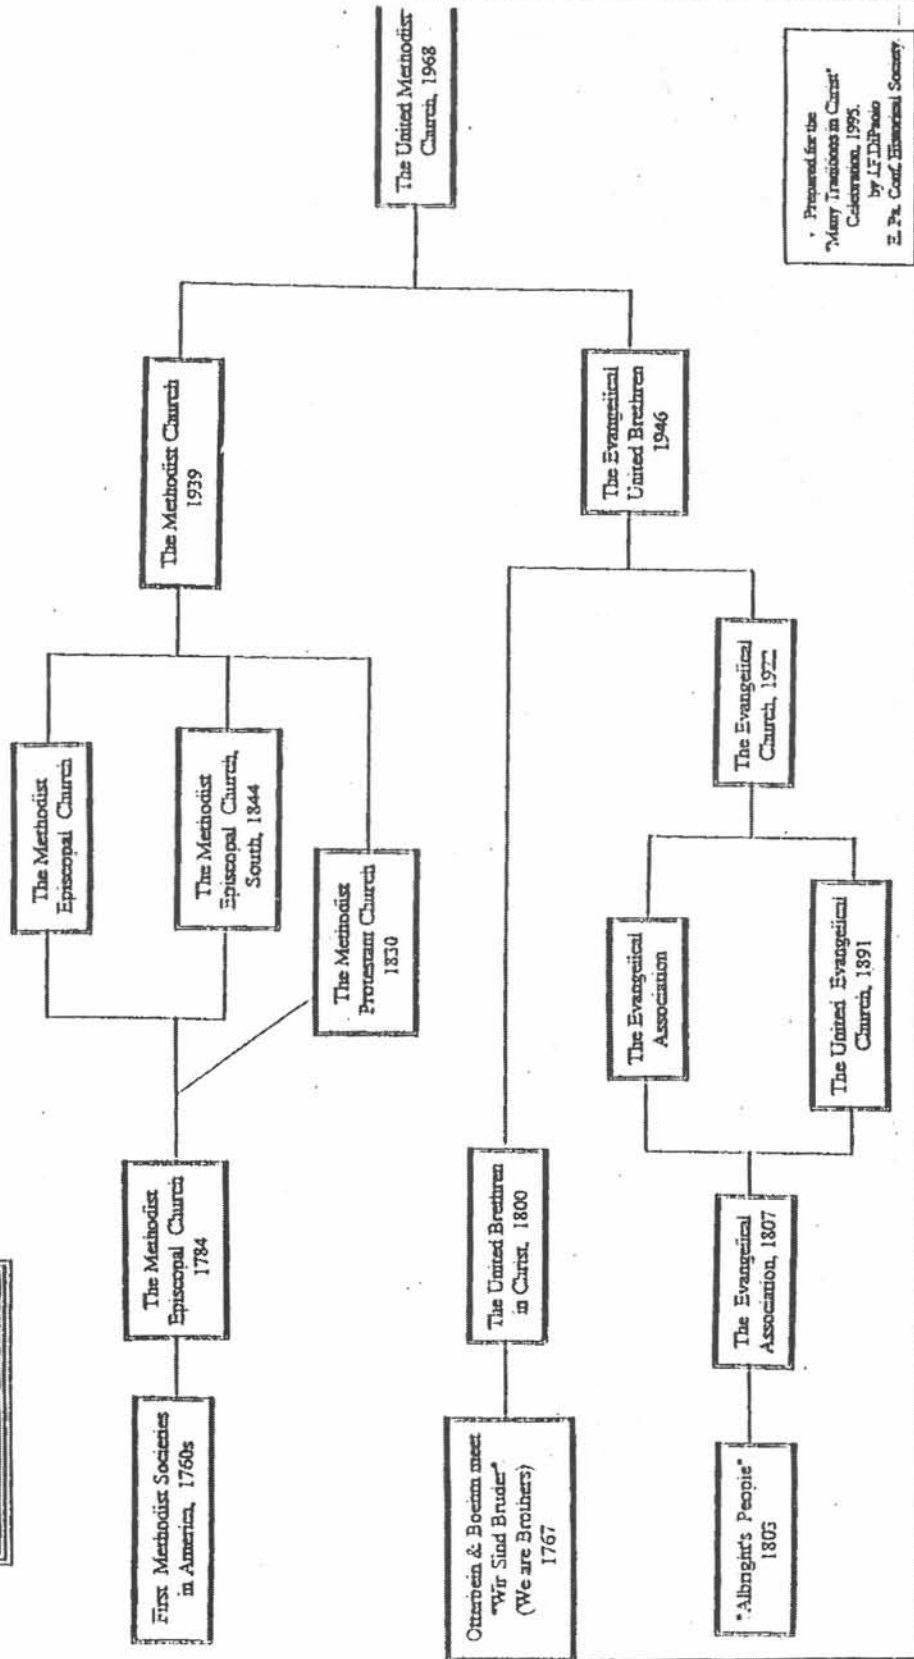 First Methodist Societies
in America, 1760s
The Methodist
Episcopal Church
1784
The Methodist
Episcopal Church
The Methodist
Episcopal Church,
South, 1844
The Methodist
Protestant Church
1830
The Methodist Church
1939
The United Methodist
Church, 1968
Otterbein & Boehm meet
"Wir Sind Bruder"
(We are Brothers)
1767
The United Brethren
in Christ, 1800
The Evangelical
United Brethren
1946
"Albright's People"
1803
The Evangelical
Association, 1807
The Evangelical
Association
The United Evangelical
Church, 1891
The Evangelical
Church, 1922
Prepared for the
"Many Traditions in Christ"
Celebration, 1995.
by J.F.DiPaolo
E. Pa. Conf. Historical Society